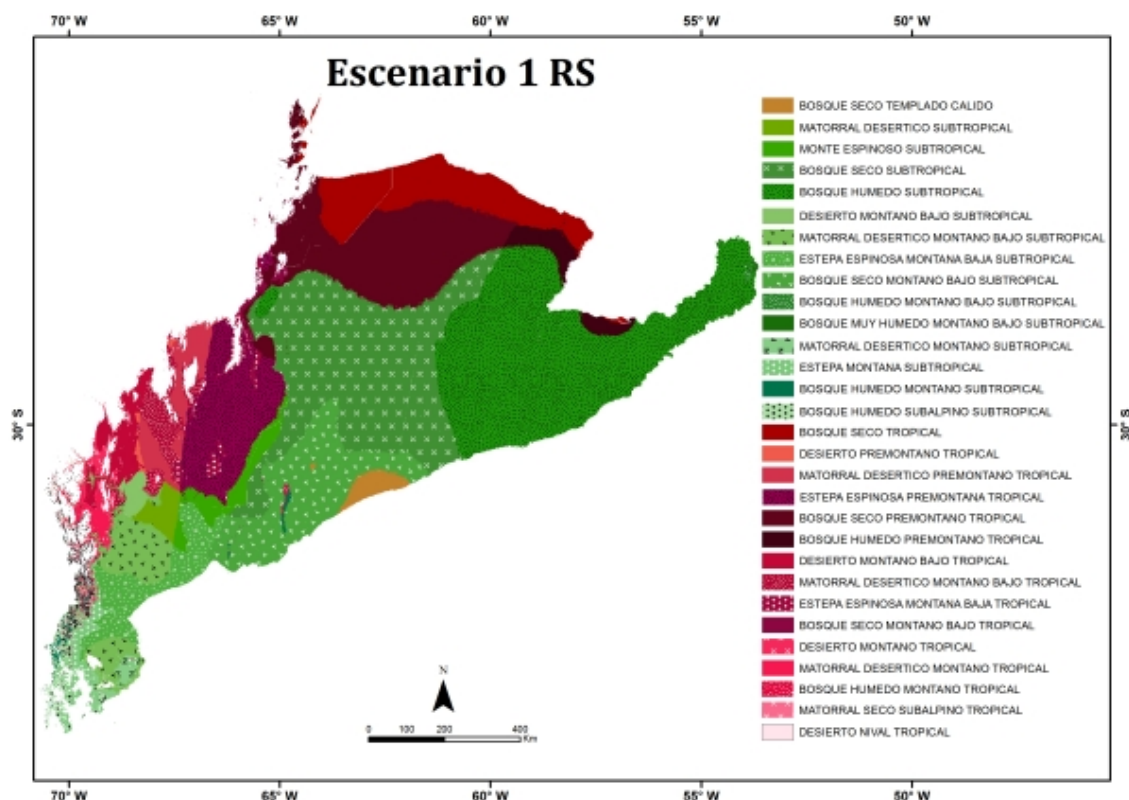 70° W 65° W 60° W 55° W 50° W
Escenario 1 RS
BOSQUE SECO TEMPLADO CALIDO
MATORRAL DESERTICO SUBTROPICAL
MONTE ESPINOSO SUBTROPICAL
BOSQUE SECO SUBTROPICAL
BOSQUE HUMEDO SUBTROPICAL
DESIERTO MONTANO BAJO SUBTROPICAL
MATORRAL DESERTICO MONTANO BAJO SUBTROPICAL
ESTEPA ESPINOSA MONTANA BAJA SUBTROPICAL
BOSQUE SECO MONTANO BAJO SUBTROPICAL
BOSQUE HUMEDO MONTANO BAJO SUBTROPICAL
BOSQUE MUY HUMEDO MONTANO BAJO SUBTROPICAL
MATORRAL DESERTICO MONTANO SUBTROPICAL
ESTEPA MONTANA SUBTROPICAL
BOSQUE HUMEDO MONTANO SUBTROPICAL
BOSQUE HUMEDO SUBALPINO SUBTROPICAL
BOSQUE SECO TROPICAL
DESIERTO PREMONTANO TROPICAL
MATORRAL DESERTICO PREMONTANO TROPICAL
ESTEPA ESPINOSA PREMONTANA TROPICAL
BOSQUE SECO PREMONTANO TROPICAL
BOSQUE HUMEDO PREMONTANO TROPICAL
DESIERTO MONTANO BAJO TROPICAL
MATORRAL DESERTICO MONTANO BAJO TROPICAL
ESTEPA ESPINOSA MONTANA BAJA TROPICAL
BOSQUE SECO MONTANO BAJO TROPICAL
DESIERTO MONTANO TROPICAL
MATORRAL DESERTICO MONTANO TROPICAL
BOSQUE HUMEDO MONTANO TROPICAL
MATORRAL SECO SUBALPINO TROPICAL
DESIERTO NIVAL TROPICAL
30° S 30° S
N
0 100 200 400
Km
70° W 65° W 60° W 55° W 50° W